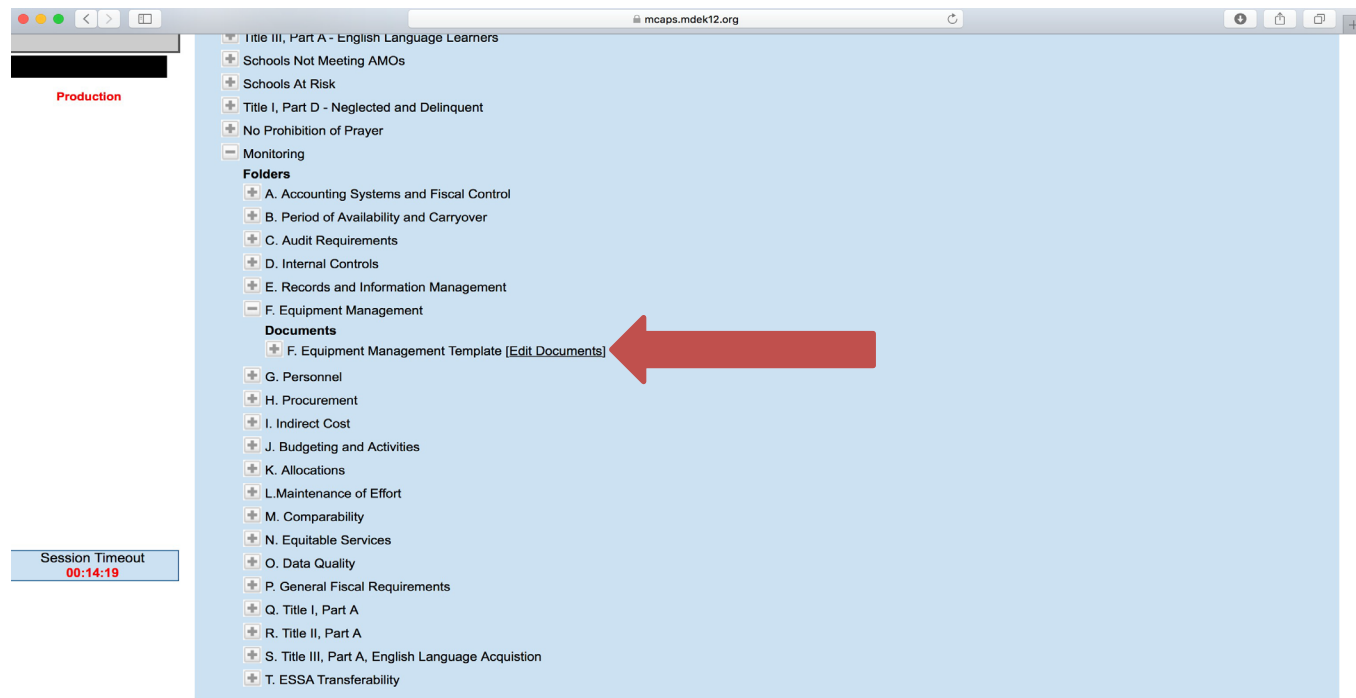 mcaps.mdek12.org
Title III, Part A - English Language Learners
Schools Not Meeting AMOs
Schools At Risk
Production
Title I, Part D - Neglected and Delinquent
No Prohibition of Prayer
Monitoring
Folders
A. Accounting Systems and Fiscal Control
B. Period of Availability and Carryover
C. Audit Requirements
D. Internal Controls
E. Records and Information Management
F. Equipment Management
Documents
F. Equipment Management Template [Edit Documents]
G. Personnel
H. Procurement
I. Indirect Cost
J. Budgeting and Activities
K. Allocations
L.Maintenance of Effort
M. Comparability
N. Equitable Services
Session Timeout
00:14:19
O. Data Quality
P. General Fiscal Requirements
Q. Title I, Part A
R. Title II, Part A
S. Title III, Part A, English Language Acquistion
T. ESSA Transferability